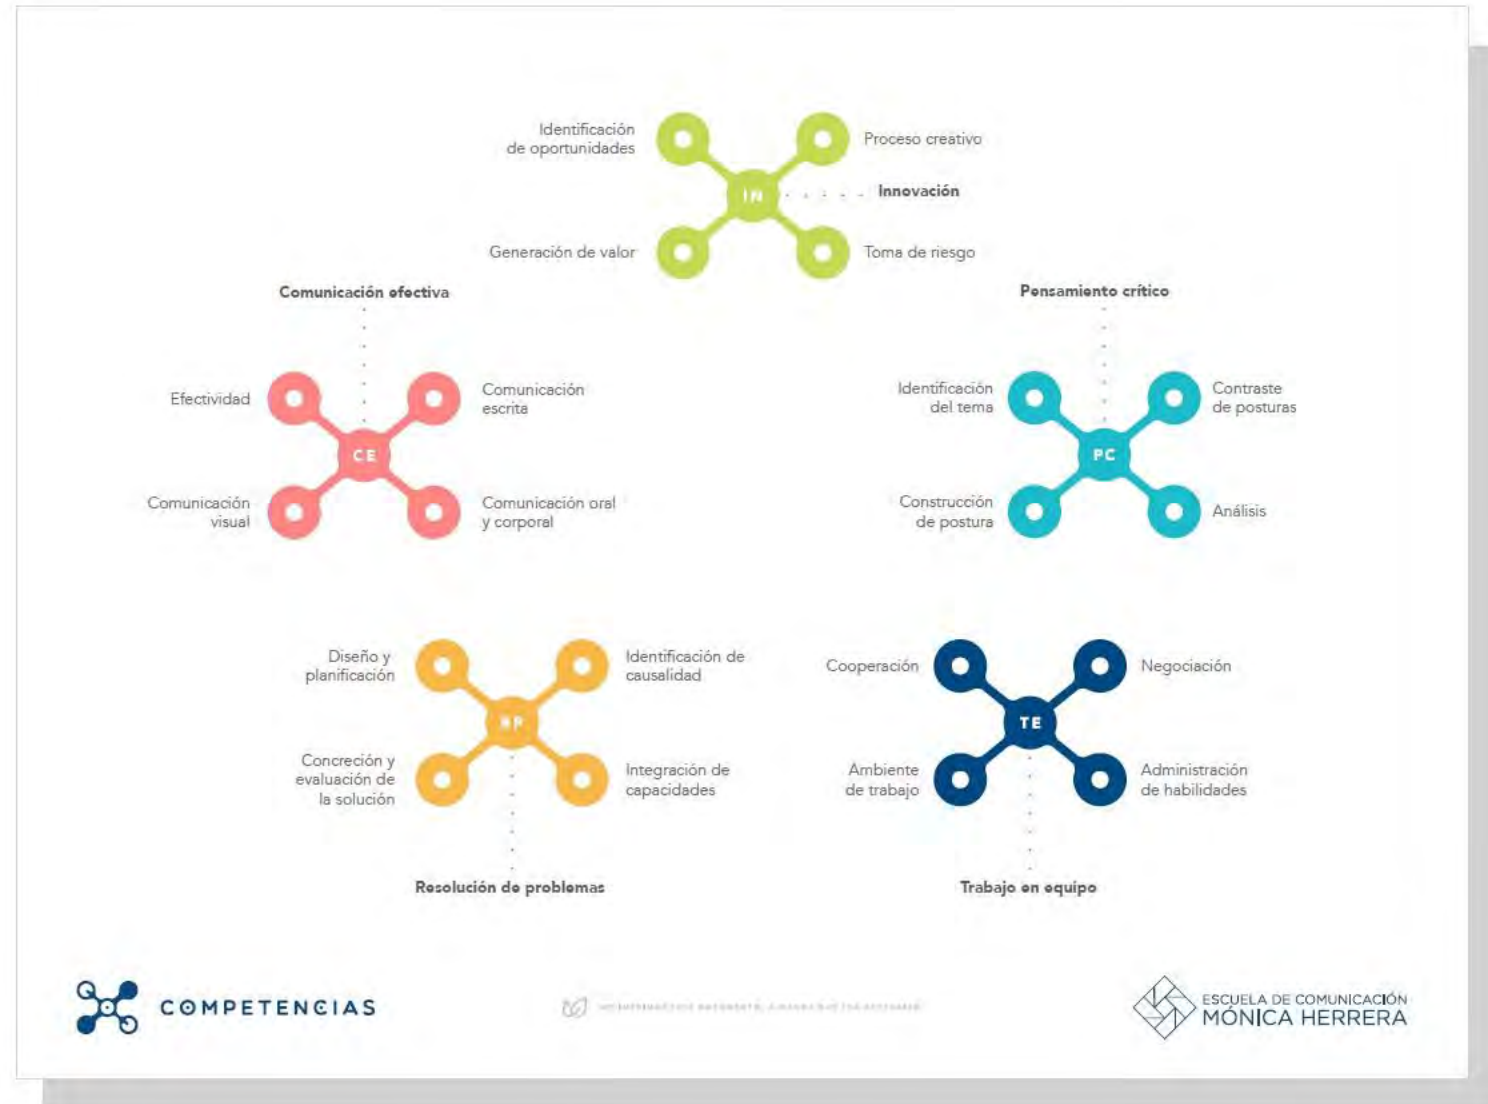 Identificación
de oportunidades
Proceso creativo
IN
Innovación
Generación de valor
Toma de riesgo
Comunicación efectiva
Efectividad
Comunicación
escrita
CE
Comunicación
visual
Comunicación oral
y corporal
Pensamiento crítico
Identificación
del tema
Contraste
de posturas
PC
Construcción
de postura
Análisis
Diseño y
planificación
Identificación de
causalidad
RP
Concreción y
evaluación de
la solución
Integración de
capacidades
Resolución de problemas
Cooperación
Negociación
TE
Ambiente
de trabajo
Administración
de habilidades
Trabajo en equipo
COMPETENCIAS
ESCUELA DE COMUNICACIÓN
MÓNICA HERRERA